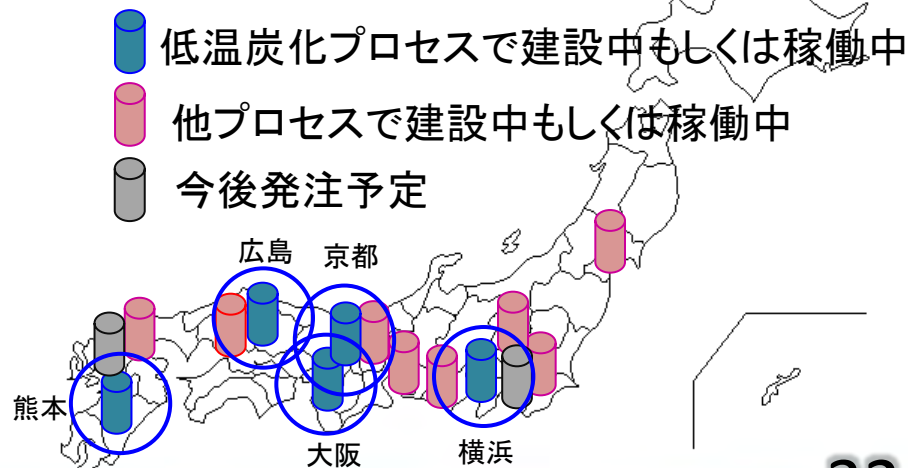 低温炭化プロセスで建設中もしくは稼働中
他プロセスで建設中もしくは稼働中
今後発注予定
広島
京都
熊本
大阪
横浜